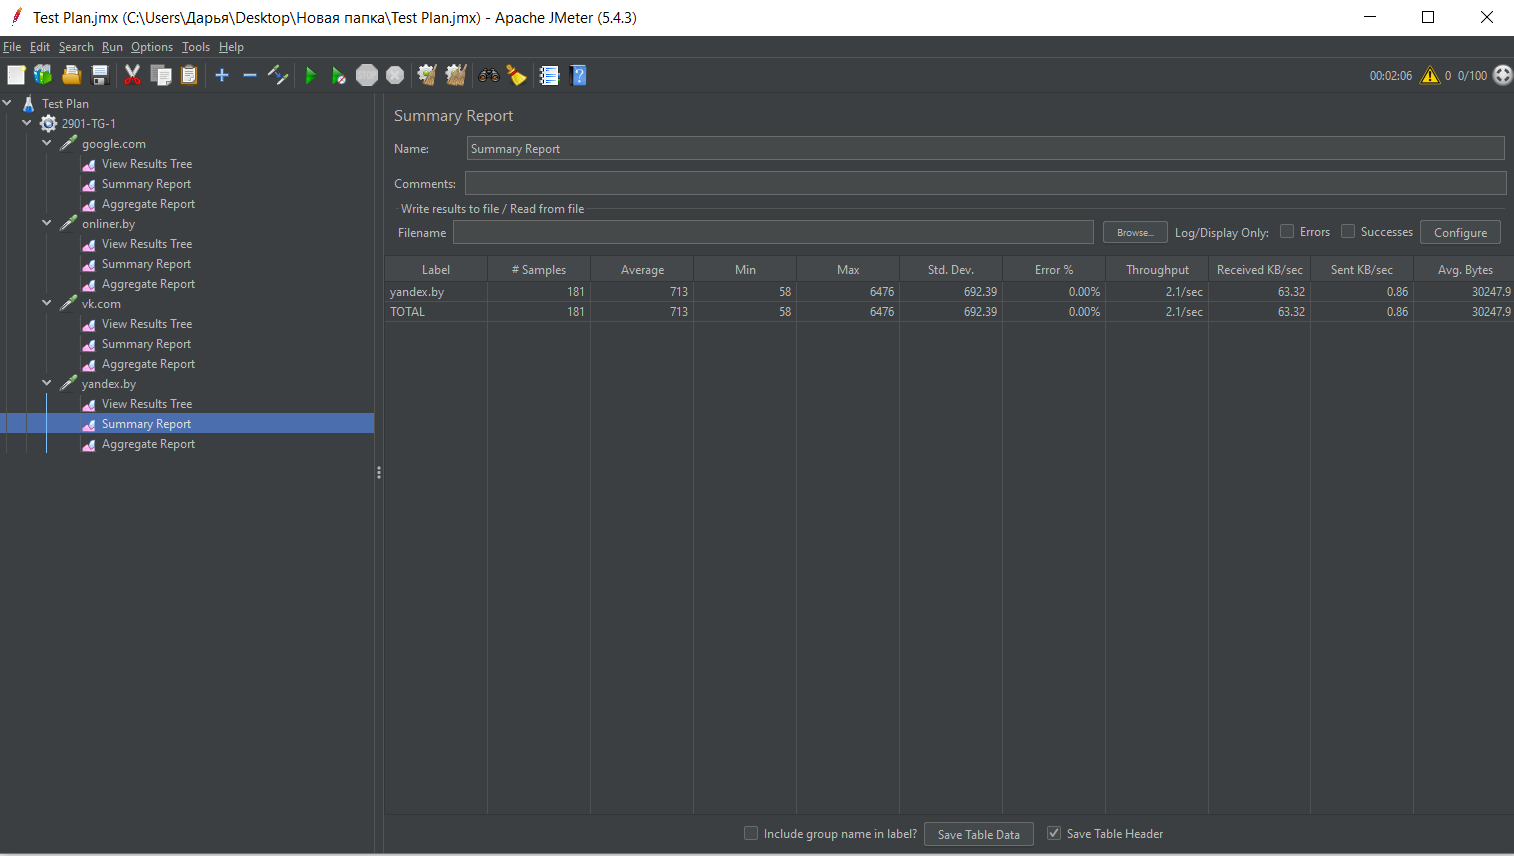 Test Plan.jmx (C:\Users\Дарья\Desktop\Новая папка\Test Plan.jmx) - Apache JMeter (5.4.3)
File Edit Search Run Options Tools Help
STOP
00:02:06 0 0/100
Test Plan
2901-TG-1
google.com
View Results Tree
Summary Report
Aggregate Report
onliner.by
View Results Tree
Summary Report
Aggregate Report
vk.com
View Results Tree
Summary Report
Aggregate Report
yandex.by
View Results Tree
Summary Report
Aggregate Report
Summary Report
Name: Summary Report
Comments:
Write results to file / Read from file
Filename Browse... Log/Display Only: Errors Successes Configure
Label # Samples Average Min Max Std. Dev. Error % Throughput Received KB/sec Sent KB/sec Avg. Bytes
yandex.by 181 713 58 6476 692.39 0.00% 2.1/sec 63.32 0.86 30247.9
TOTAL 181 713 58 6476 692.39 0.00% 2.1/sec 63.32 0.86 30247.9
Include group name in label? Save Table Data Save Table Header